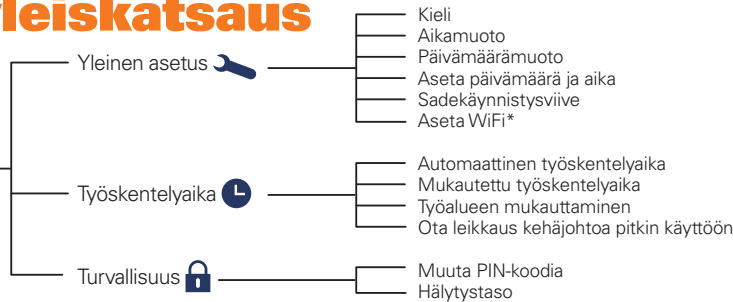 yleiskatsaus
Yleinen asetus
Kieli
Aikamuoto
Päivämäärämuoto
Aseta päivämäärä ja aika
Sadekäynnistysviive
Aseta WiFi*
Työskentelyaika
Automaattinen työskentelyaika
Mukautettu työskentelyaika
Työalueen mukauttaminen
Ota leikkaus kehäjohtoa pitkin käyttöön
Turvallisuus
Muuta PIN-koodia
Hälytystaso